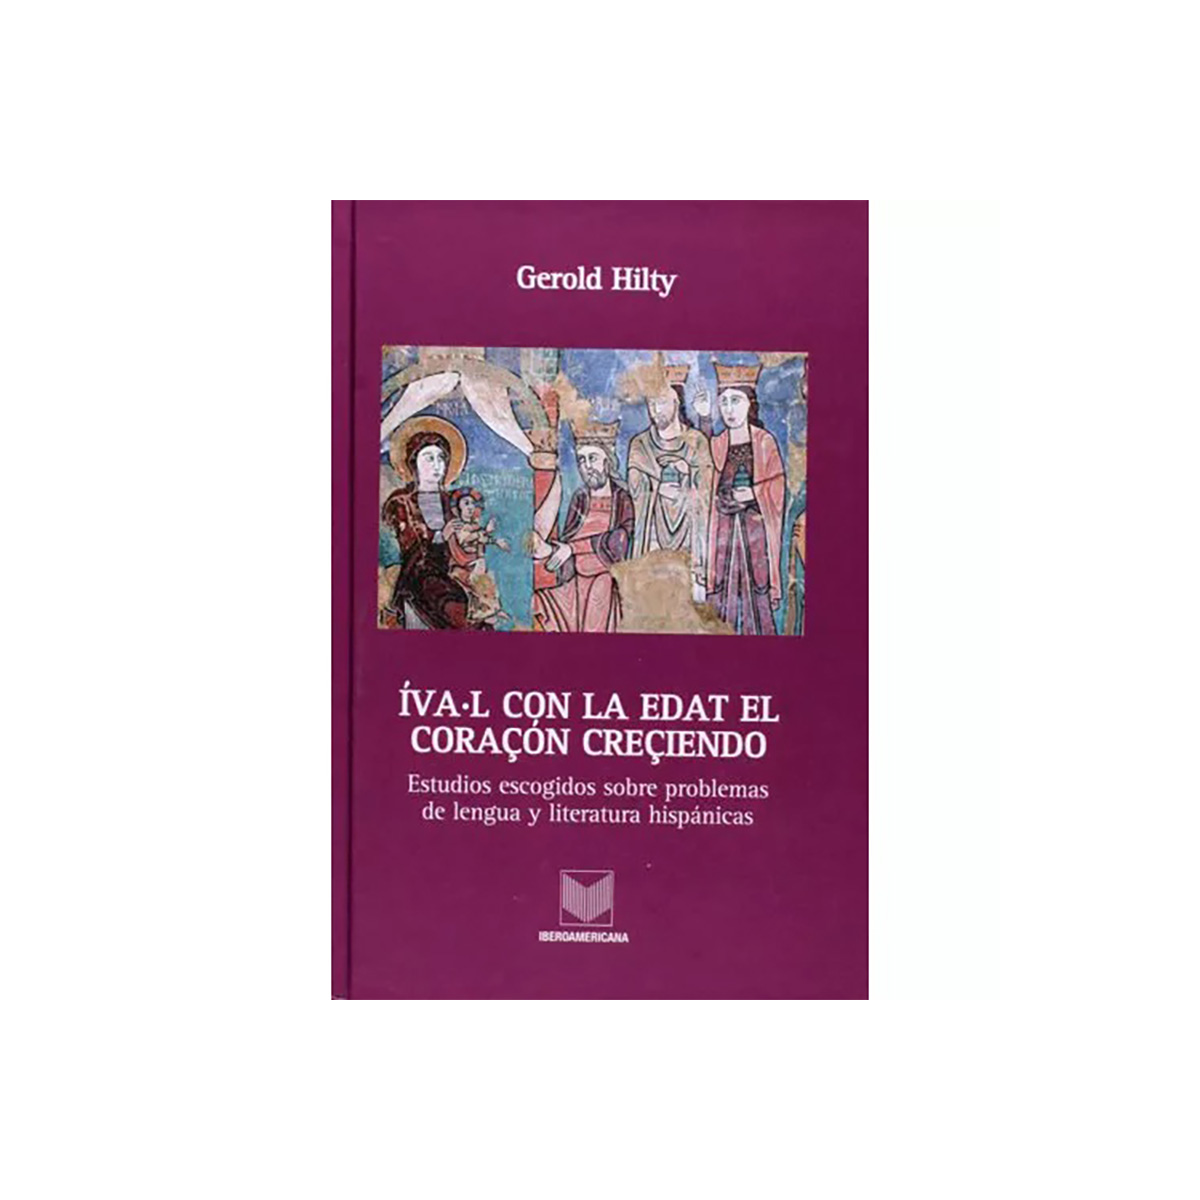 Gerold Hilty
ÍVA·L CON LA EDAT EL
CORAÇÓN CREÇIENDO
Estudios escogidos sobre problemas
de lengua y literatura hispánicas
IBEROAMERICANA